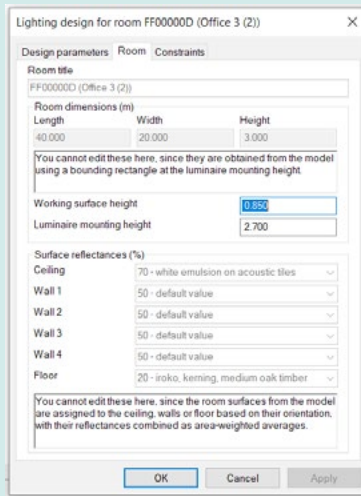 Lighting design for room FF00000D (Office 3 (2))
Design parameters Room Constraints
Room title
FF00000D (Office 3 (2))
Room dimensions (m)
Length Width Height
40.000 20.000 3.000
You cannot edit these here, since they are obtained from the model
using a bounding rectangle at the luminaire mounting height.
Working surface height 0.850
Luminaire mounting height 2.700
Surface reflectances (%)
Ceiling 70 - white emulsion on acoustic tiles
Wall 1 50 - default value
Wall 2 50 - default value
Wall 3 50 - default value
Wall 4 50 - default value
Floor 20 - iroko, kerning, medium oak timber
You cannot edit these here, since the room surfaces from the model
are assigned to the ceiling, walls or floor based on their orientation,
with their reflectances combined as area-weighted averages.
OK Cancel Apply